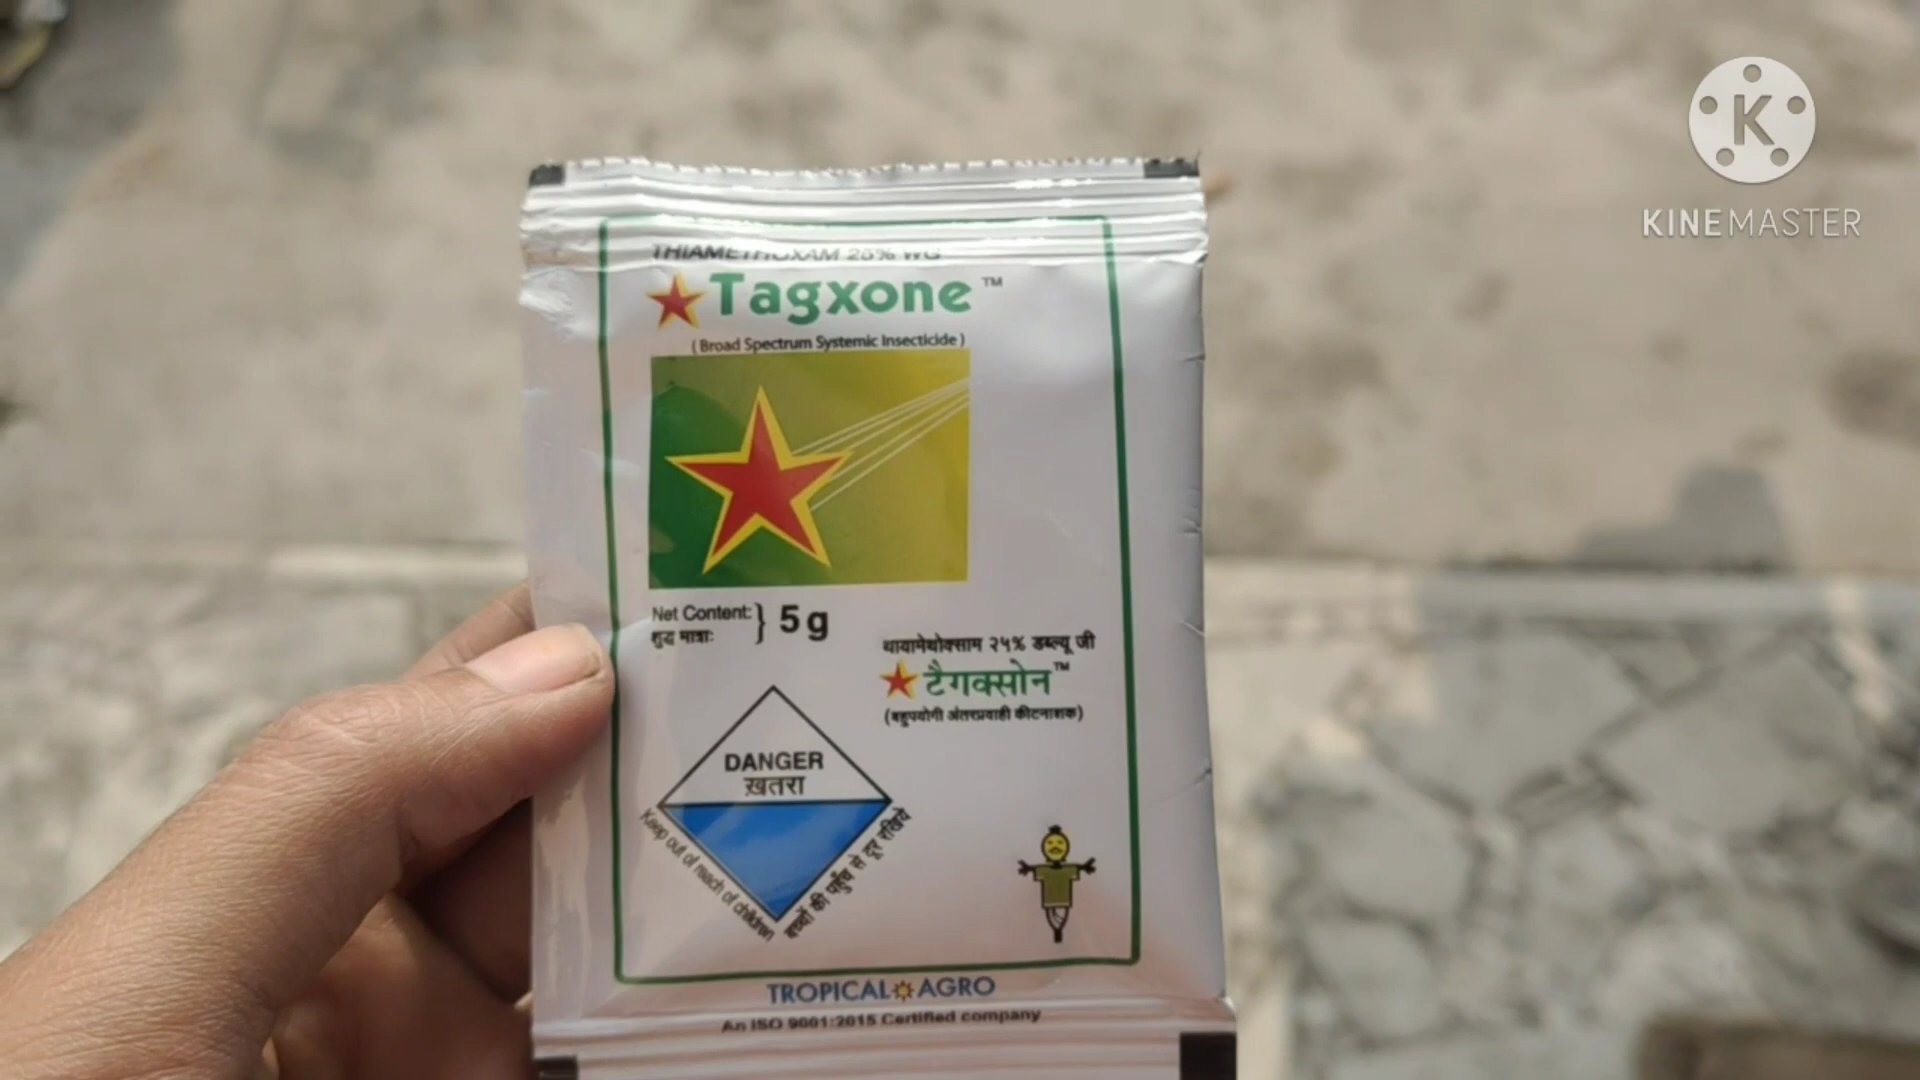 THIAMETHOXAM 25% WG
Tagxone™
(Broad Spectrum Systemic Insecticide)
Net Content:
शुद्ध मात्रा:
} 5 g
थायामेथोक्साम २५% डब्ल्यू जी
टैगक्सोन™
(बहुपयोगी अंतरप्रवाही कीटनाशक)
DANGER
ख़तरा
Keep out of reach of children
बच्चों की पहुँच से दूर रखिये
TROPICAL AGRO
An ISO 9001:2015 Certified company
K
KINEMASTER